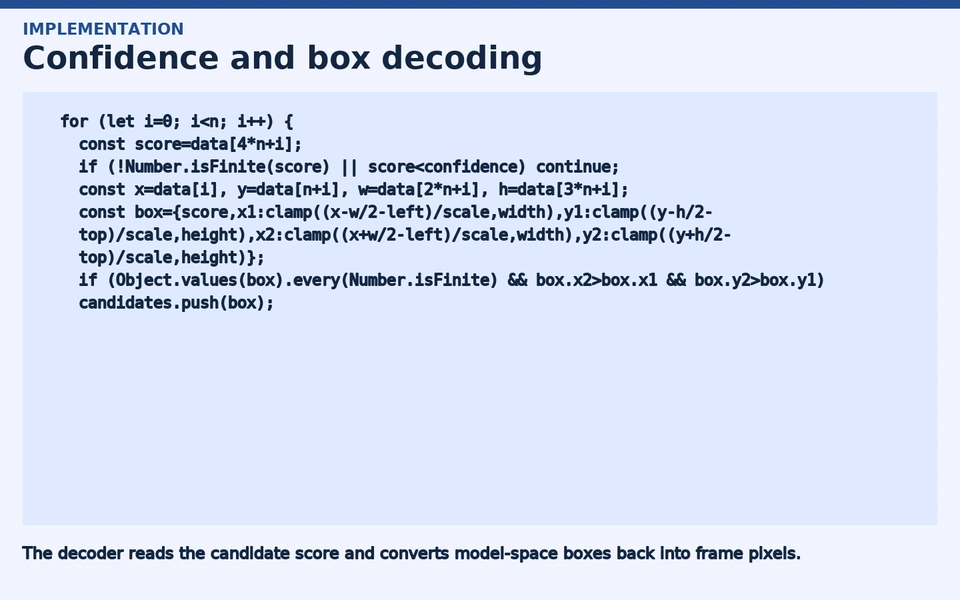 IMPLEMENTATION
Confidence and box decoding
for (let i=0; i<n; i++) {
const score=data[4*n+i];
if (!Number.isFinite(score) || score<confidence) continue;
const x=data[i], y=data[n+i], w=data[2*n+i], h=data[3*n+i];
const box={score,x1:clamp((x-w/2-left)/scale,width),y1:clamp((y-h/2-
top)/scale,height),x2:clamp((x+w/2-left)/scale,width),y2:clamp((y+h/2-
top)/scale,height)};
if (Object.values(box).every(Number.isFinite) && box.x2>box.x1 && box.y2>box.y1)
candidates.push(box);
The decoder reads the candidate score and converts model-space boxes back into frame pixels.